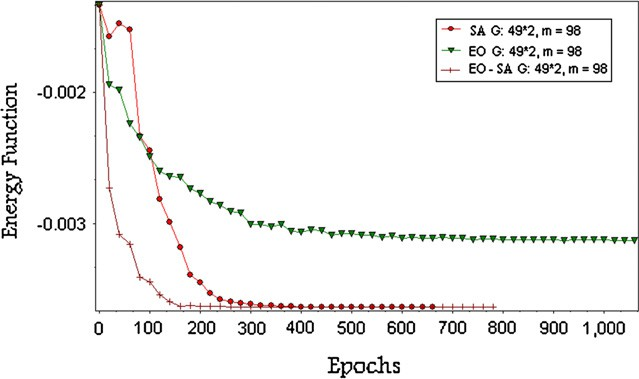 SA G: 49*2, m = 98
EO G: 49*2, m = 98
EO - SA G: 49*2, m = 98
Energy Function
-0.002
-0.003
0 100 200 300 400 500 600 700 800 900 1,000
Epochs